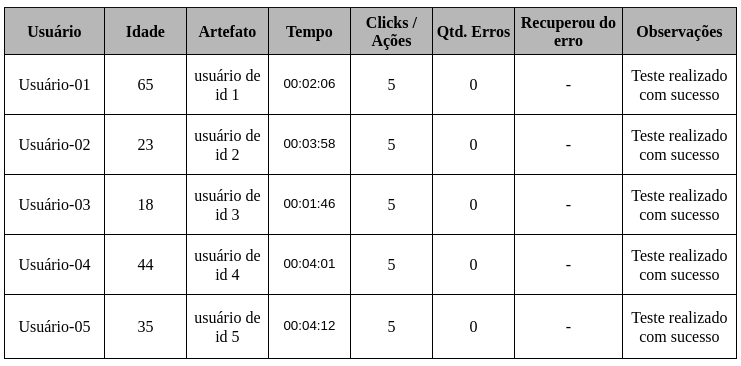 Usuário Idade Artefato Tempo Clicks / Ações Qtd. Erros Recuperou do erro Observações
Usuário-01 65 usuário de id 1 00:02:06 5 0 - Teste realizado com sucesso
Usuário-02 23 usuário de id 2 00:03:58 5 0 - Teste realizado com sucesso
Usuário-03 18 usuário de id 3 00:01:46 5 0 - Teste realizado com sucesso
Usuário-04 44 usuário de id 4 00:04:01 5 0 - Teste realizado com sucesso
Usuário-05 35 usuário de id 5 00:04:12 5 0 - Teste realizado com sucesso